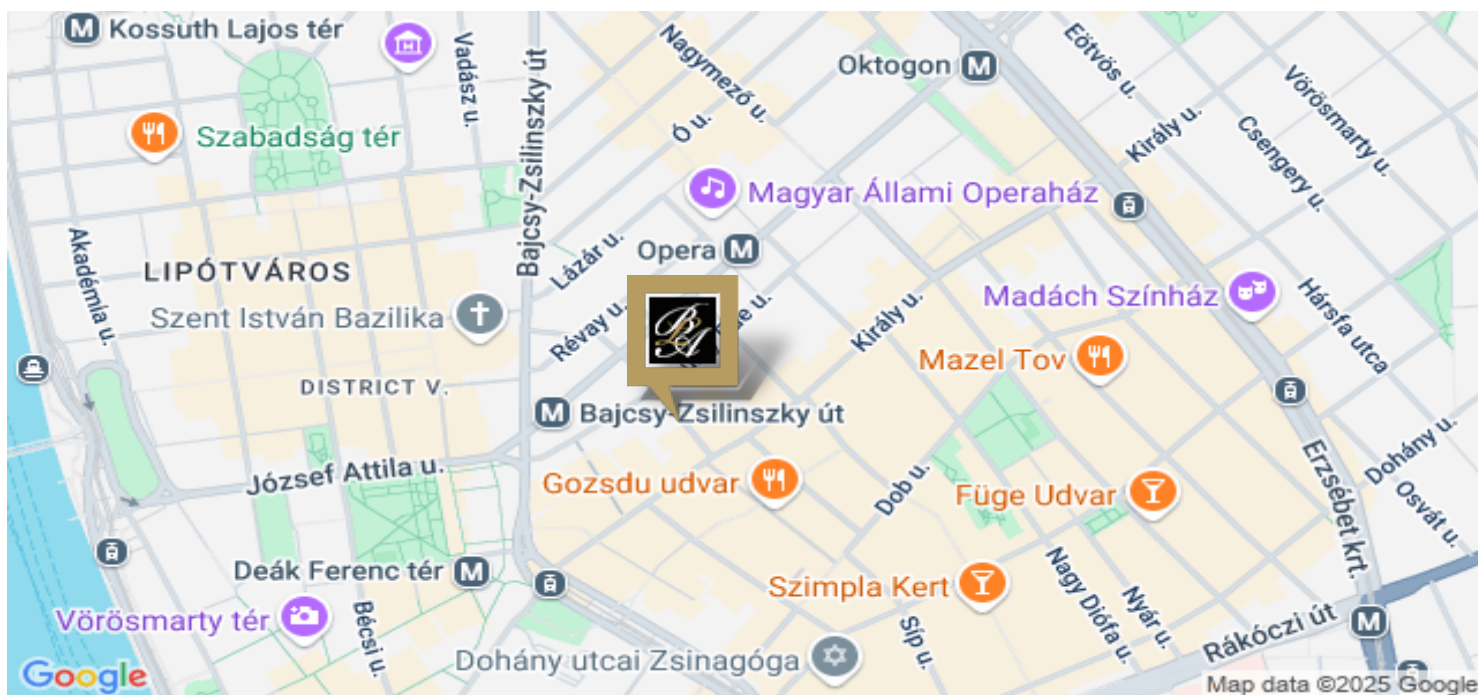 Kossuth Lajos tér
Vadász u.
Bajcsy-Zsilinszky út
Nagymező u.
Oktogon
Eötvös u.
Vörösmarty u.
Szabadság tér
Ó u.
Király u.
Csengery u.
Magyar Állami Operaház
Akadémia u.
LIPÓTVÁROS
Lázár u.
Opera
Szent István Bazilika
Révay u.
Király u.
Madách Színház
Hársfa utca
DISTRICT V.
Mazel Tov
Bajcsy-Zsilinszky út
József Attila u.
Gozsdu udvar
Dob u.
Füge Udvar
Erzsébet krt.
Dohány u.
Osvát u.
Deák Ferenc tér
Szimpla Kert
Nagy Diófa u.
Nyár u.
Vörösmarty tér
Bécsi u.
Síp u.
Rákóczi út
Dohány utcai Zsinagóga
Google
Map data ©2025 Google